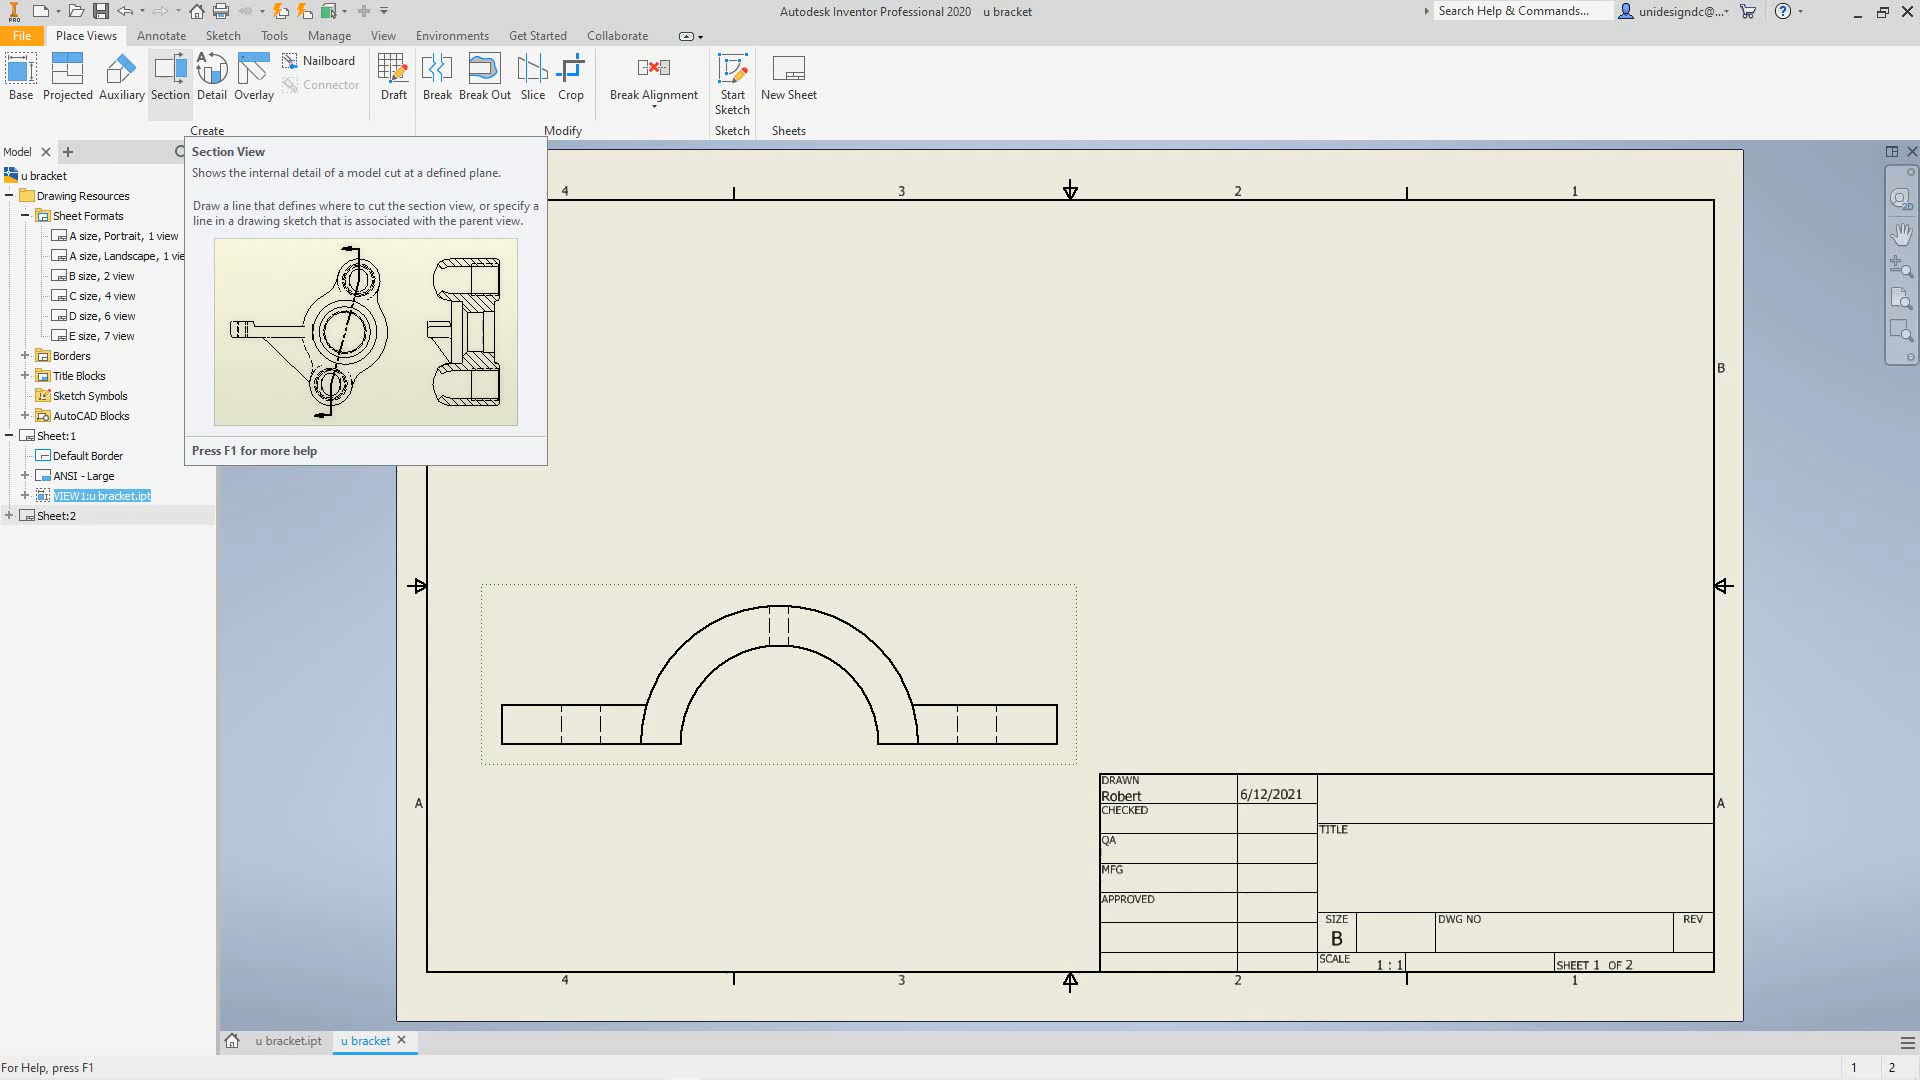 Autodesk Inventor Professional 2020 u bracket
Search Help & Commands...
unidesigndc@...
PRO
File Place Views Annotate Sketch Tools Manage View Environments Get Started Collaborate
Base Projected Auxiliary Section Detail Overlay
Nailboard
Connector
Draft Break Break Out Slice Crop Break Alignment Start Sketch New Sheet
Create Modify Sketch Sheets
Model
u bracket
Drawing Resources
Sheet Formats
A size, Portrait, 1 view
A size, Landscape, 1 vie
B size, 2 view
C size, 4 view
D size, 6 view
E size, 7 view
Borders
Title Blocks
Sketch Symbols
AutoCAD Blocks
Sheet:1
Default Border
ANSI - Large
VIEW1:u bracket.ipt
Sheet:2
Section View
Shows the internal detail of a model cut at a defined plane.
Draw a line that defines where to cut the section view, or specify a
line in a drawing sketch that is associated with the parent view.
Press F1 for more help
4 3 2 1
B
A A
DRAWN
Robert 6/12/2021
CHECKED
QA
MFG
APPROVED
TITLE
SIZE DWG NO REV
B
SCALE 1 : 1 SHEET 1 OF 2
4 3 2 1
2D
u bracket.ipt u bracket
For Help, press F1 1 2